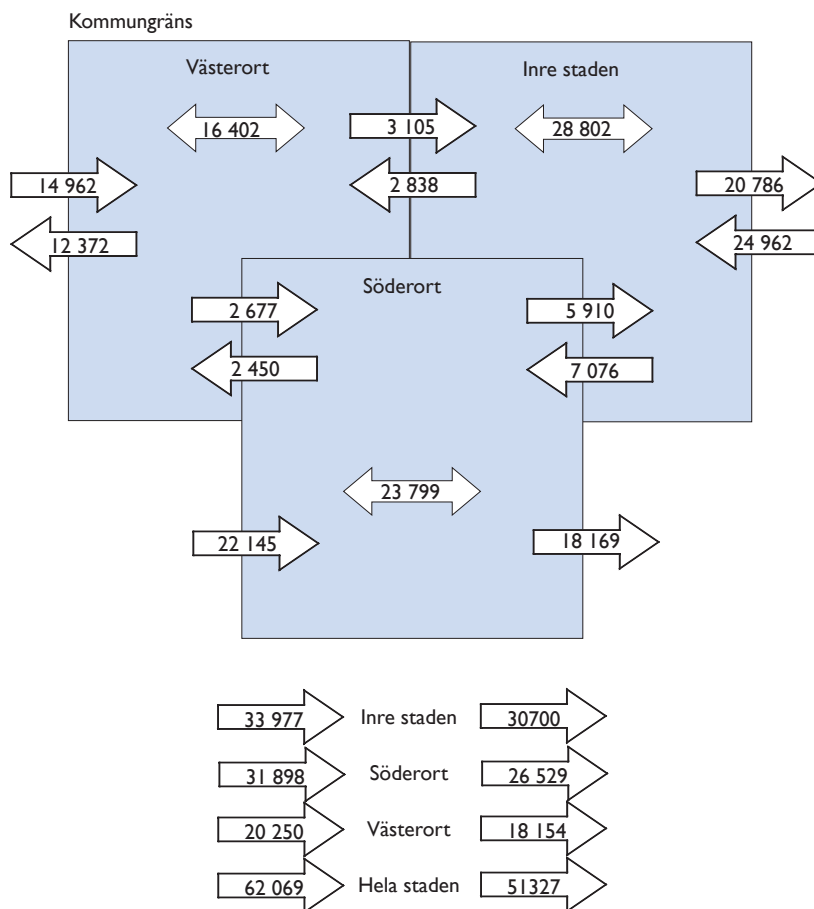 Kommungräns
Västerort
Inre staden
16 402
3 105
28 802
14 962
2 838
20 786
12 372
24 962
Söderort
2 677
5 910
2 450
7 076
23 799
22 145
18 169
33 977 Inre staden 30700
31 898 Söderort 26 529
20 250 Västerort 18 154
62 069 Hela staden 51327